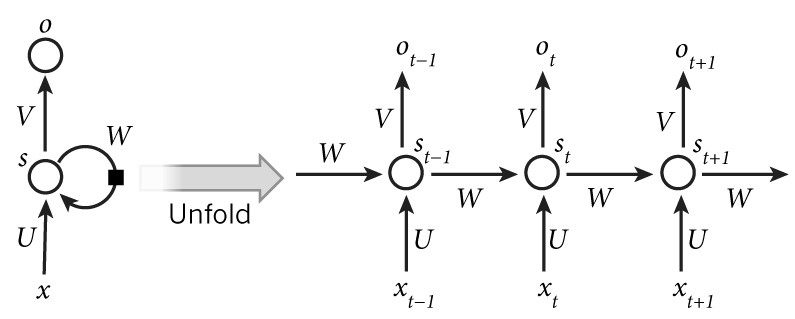 o
V
W
s
U
x
Unfold
o_{t-1} o_t o_{t+1}
V V V
W s_{t-1} s_t s_{t+1}
W W W
U U U
x_{t-1} x_t x_{t+1}